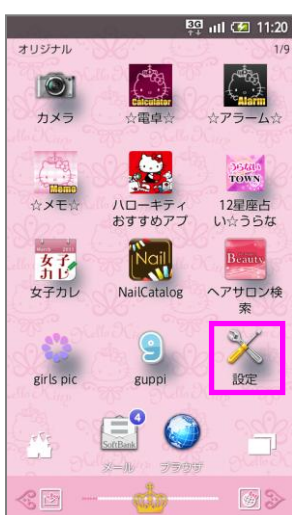 3G 11:20
オリジナル 1/9
Calculator
Alarm
カメラ ☆電卓☆ ☆アラーム☆
Memo
TOWN
☆メモ☆ ハローキティ 12星座占
おすすめアプ い☆うらな
女子
Nail
Beauty
女子カレ NailCatalog ヘアサロン検
索
9
girls pic guppi 設定
4
SoftBank
メール ブラウザ